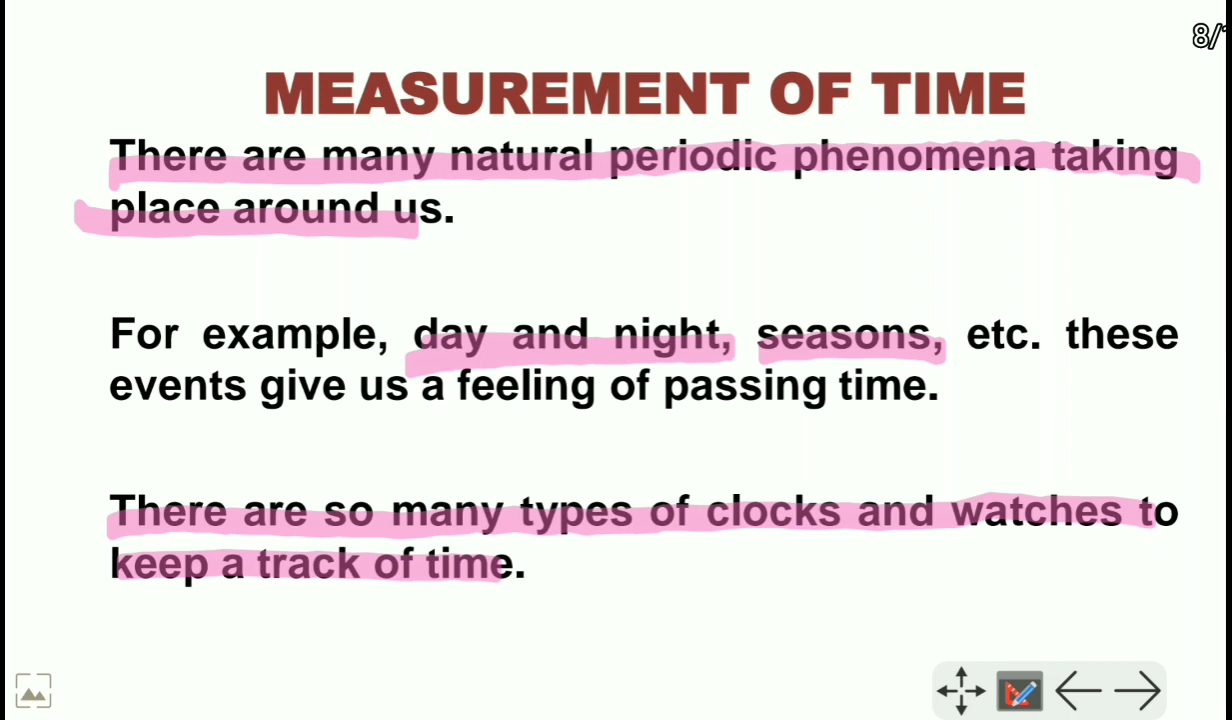 8/
MEASUREMENT OF TIME
There are many natural periodic phenomena taking
place around us.
For example, day and night, seasons, etc. these
events give us a feeling of passing time.
There are so many types of clocks and watches to
keep a track of time.